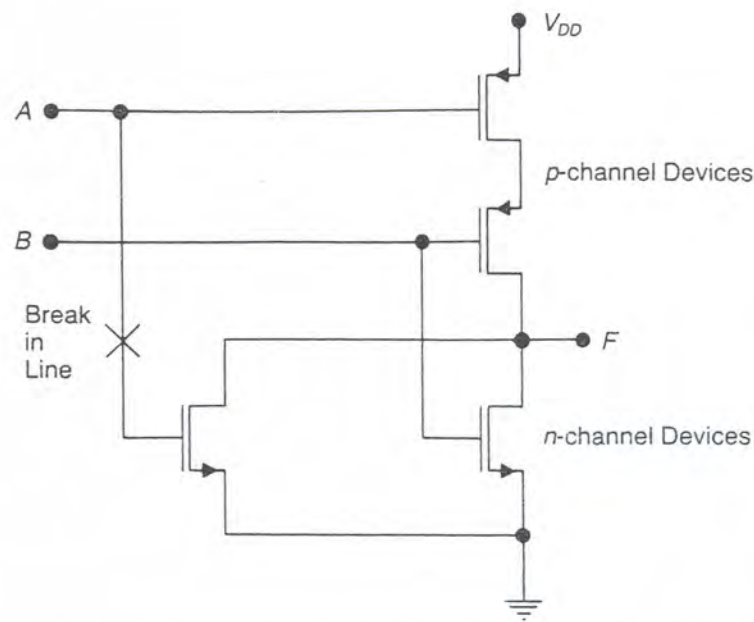 V_DD
A
p-channel Devices
B
Break
in
Line
F
n-channel Devices